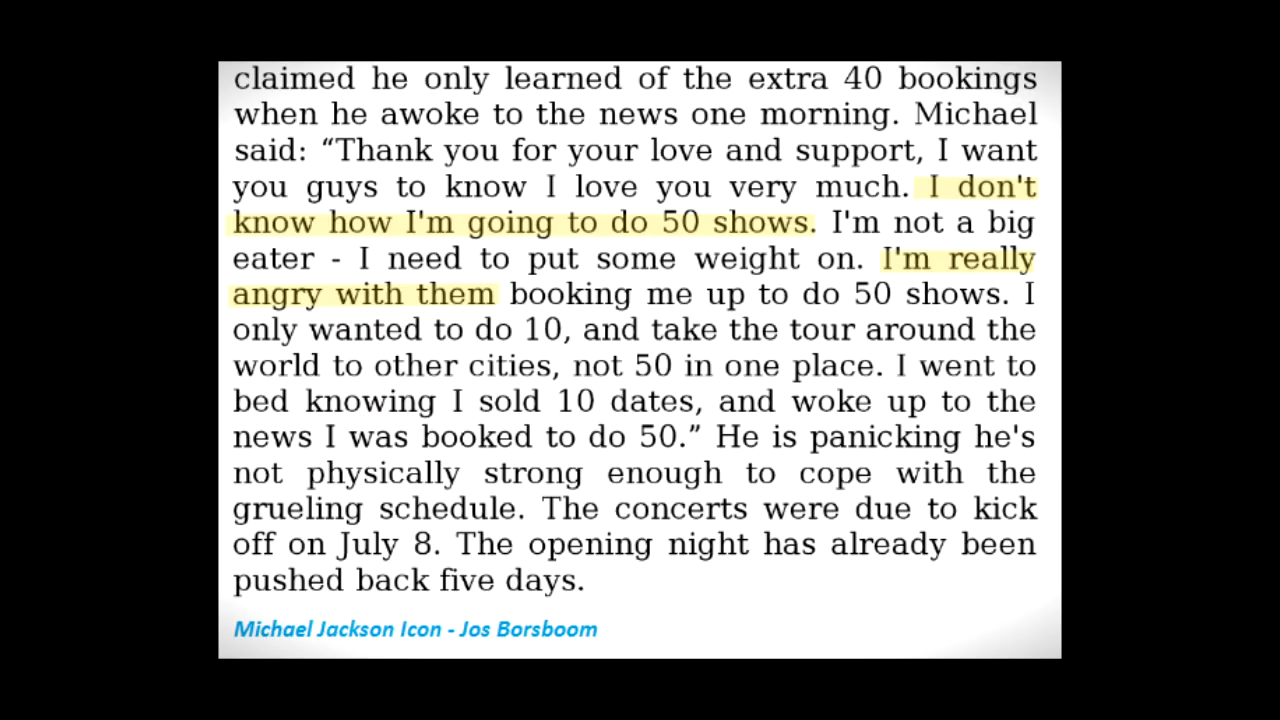 claimed he only learned of the extra 40 bookings
when he awoke to the news one morning. Michael
said: “Thank you for your love and support, I want
you guys to know I love you very much. I don't
know how I'm going to do 50 shows. I'm not a big
eater - I need to put some weight on. I'm really
angry with them booking me up to do 50 shows. I
only wanted to do 10, and take the tour around the
world to other cities, not 50 in one place. I went to
bed knowing I sold 10 dates, and woke up to the
news I was booked to do 50.” He is panicking he's
not physically strong enough to cope with the
grueling schedule. The concerts were due to kick
off on July 8. The opening night has already been
pushed back five days.
Michael Jackson Icon - Jos Borsboom